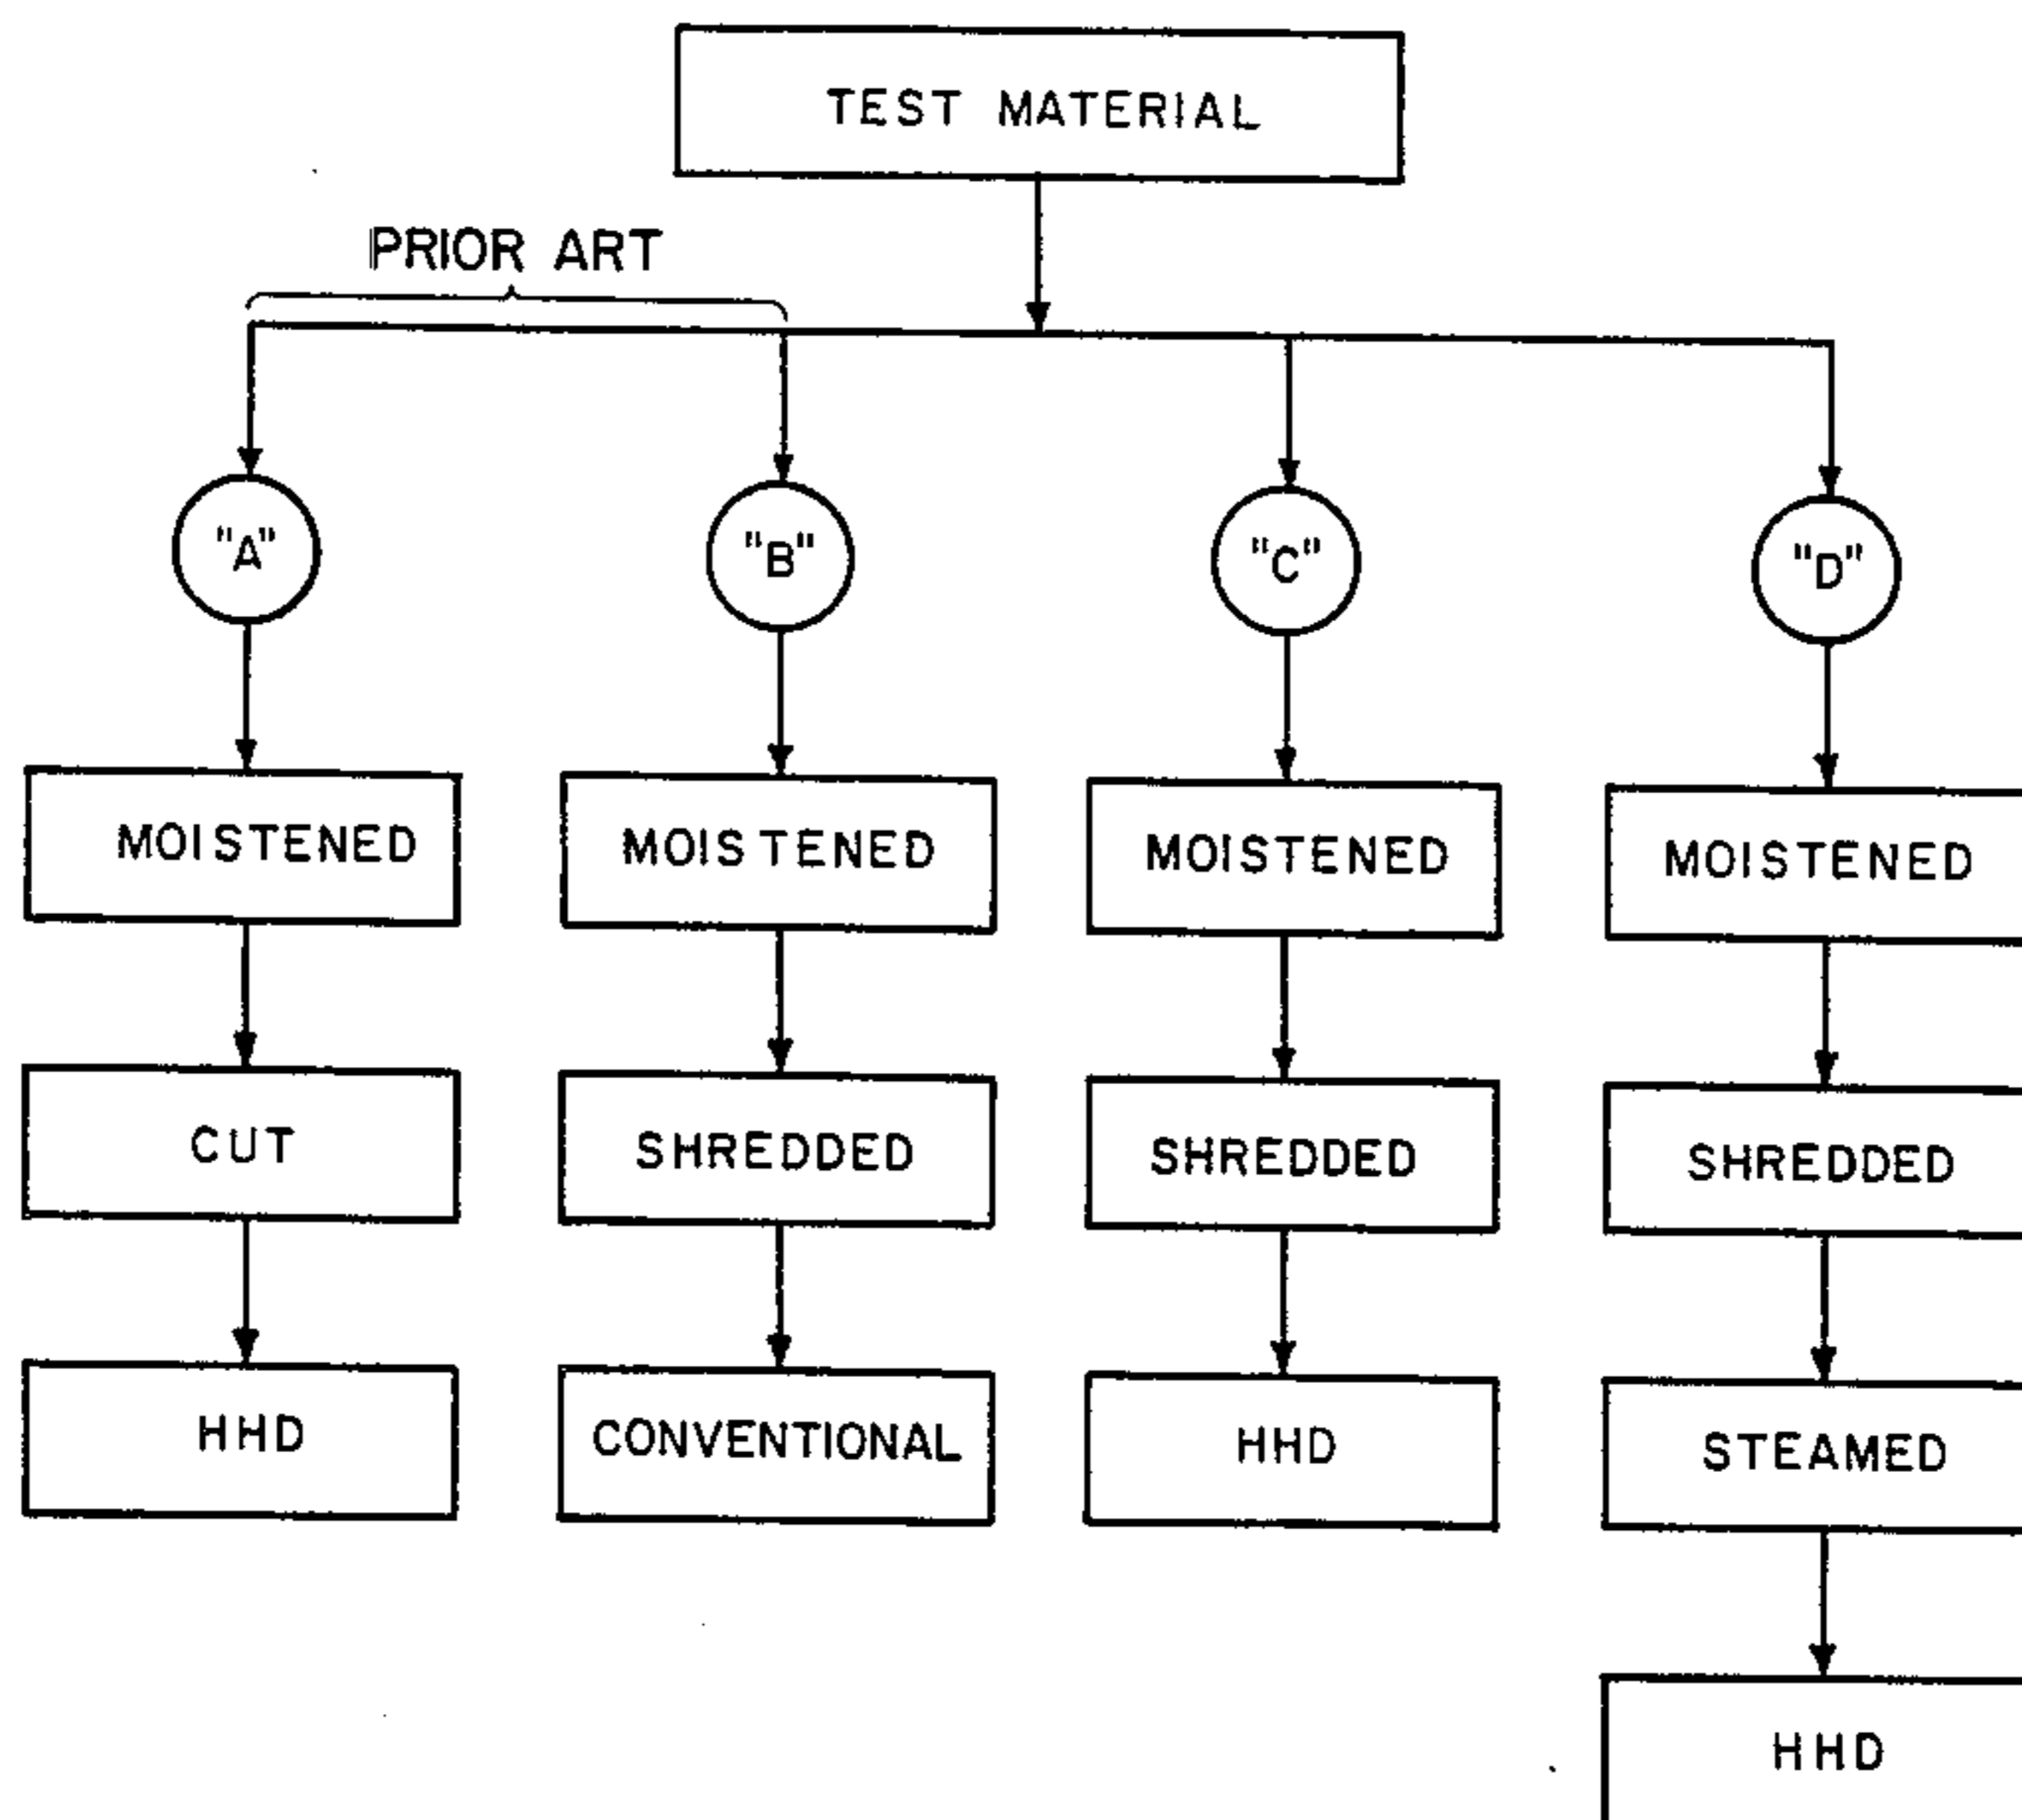 TEST MATERIAL
PRIOR ART
"A" "B" "C" "D"
MOISTENED MOISTENED MOISTENED MOISTENED
CUT SHREDDED SHREDDED SHREDDED
HHD CONVENTIONAL HHD STEAMED
HHD